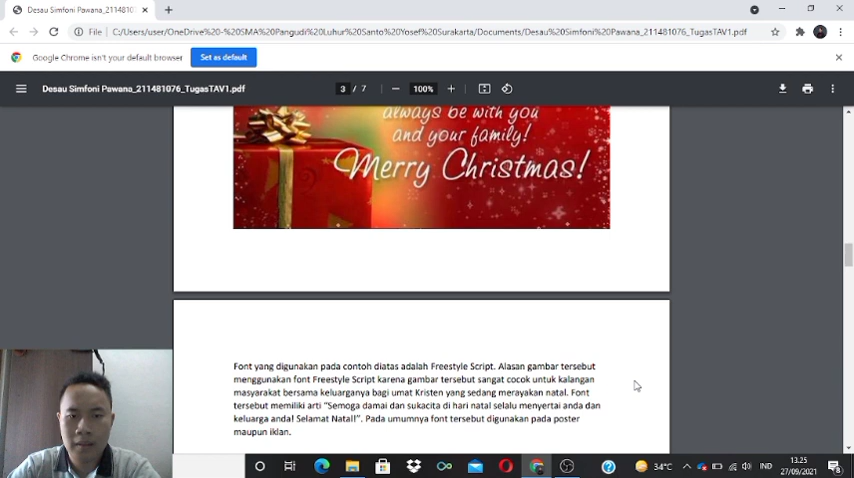 Desau Simfoni Pawana_2114810
File
C:/Users/user/OneDrive%20-%20SMA%20Pangudi%20Luhur%20Santo%20Yosef%20Surakarta/Documents/Desau%20Simfoni%20Pawana_211481076_TugasTAV1.pdf
Google Chrome isn't your default browser
Set as default
Desau Simfoni Pawana_211481076_TugasTAV1.pdf
3 / 7
100%
always be with you
and your family!
Merry Christmas!
Font yang digunakan pada contoh diatas adalah Freestyle Script. Alasan gambar tersebut
menggunakan font Freestyle Script karena gambar tersebut sangat cocok untuk kalangan
masyarakat bersama keluarganya bagi umat Kristen yang sedang merayakan natal. Font
tersebut memiliki arti “Semoga damai dan sukacita di hari natal selalu menyertai anda dan
keluarga anda! Selamat Natal!”. Pada umumnya font tersebut digunakan pada poster
maupun iklan.
34°C
IND
13.25
27/09/2021